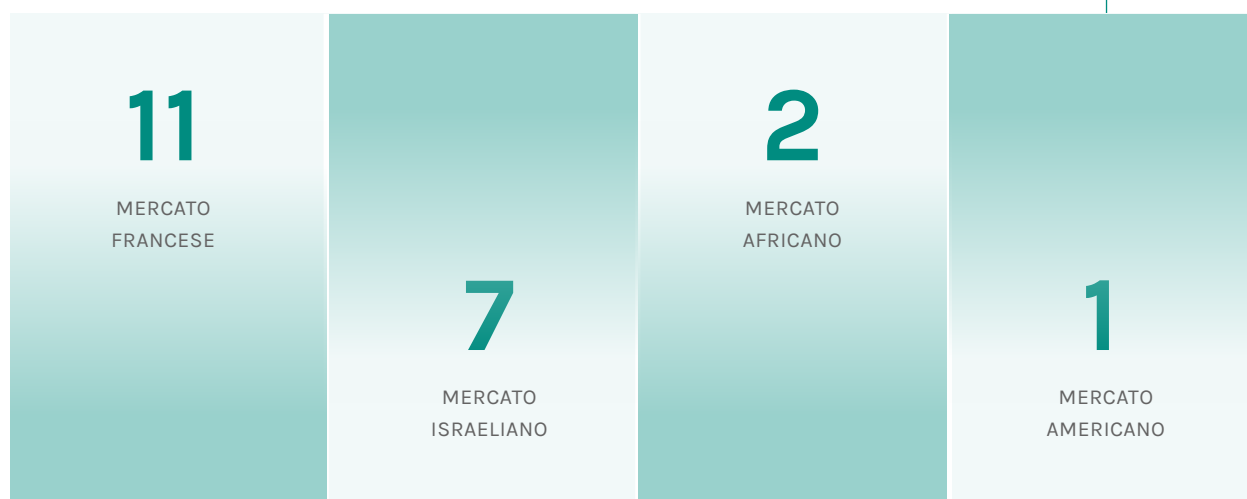 11
MERCATO
FRANCESE
7
MERCATO
ISRAELIANO
2
MERCATO
AFRICANO
1
MERCATO
AMERICANO